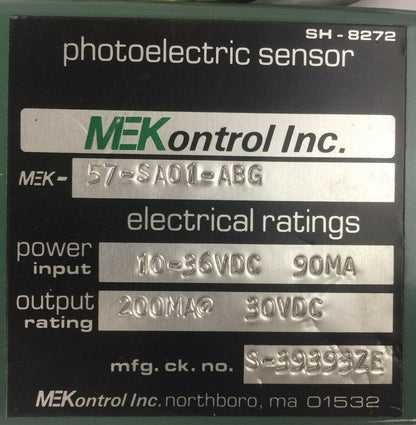 SH-8272
photoelectric sensor
MEKontrol Inc.
MEK- 57-SA01-ABG
electrical ratings
power input 10-36VDC 90MA
output rating 200MA@ 30VDC
mfg. ck. no. S-39393ZE
MEKontrol Inc. northboro, ma 01532